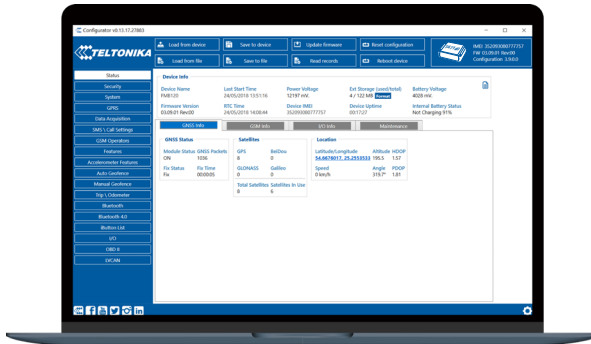 Configurator v0.13.17.27883
TELTONIKA
Load from device
Save to device
Update firmware
Reset configuration
Load from file
Save to file
Read records
Reboot device
IMEI 352093080777757
FW 03.09.01 Rev:00
Configuration 3.9.0.0
Status
Security
System
GPRS
Data Acquisition
SMS \ Call Settings
GSM Operators
Features
Accelerometer Features
Auto Geofence
Manual Geofence
Trip \ Odometer
Bluetooth
Bluetooth 4.0
iButton List
I/O
OBD II
LVCAN
Device Info
Device Name
Last Start Time
Power Voltage
Ext Storage (used/total)
Battery Voltage
FMB120
24/05/2018 13:51:16
12197 mV.
4 / 122 MB Format
4028 mV.
Firmware Version
RTC Time
Device IMEI
Device Uptime
Internal Battery Status
03.09.01 Rev:00
24/05/2018 14:08:44
352093080777757
00:17:27
Not Charging 91%
GNSS Info
GSM Info
I/O Info
Maintenance
GNSS Status
Module Status GNSS Packets
ON 1036
Fix Status Fix Time
Fix 00:00:05
Satellites
GPS BeiDou
8 0
GLONASS Galileo
0 0
Total Satellites Satellites in Use
8 6
Location
Latitude/Longitude Altitude HDOP
54.6676017, 25.2553533 195.5 1.57
Speed Angle PDOP
0 km/h 319.7° 1.81